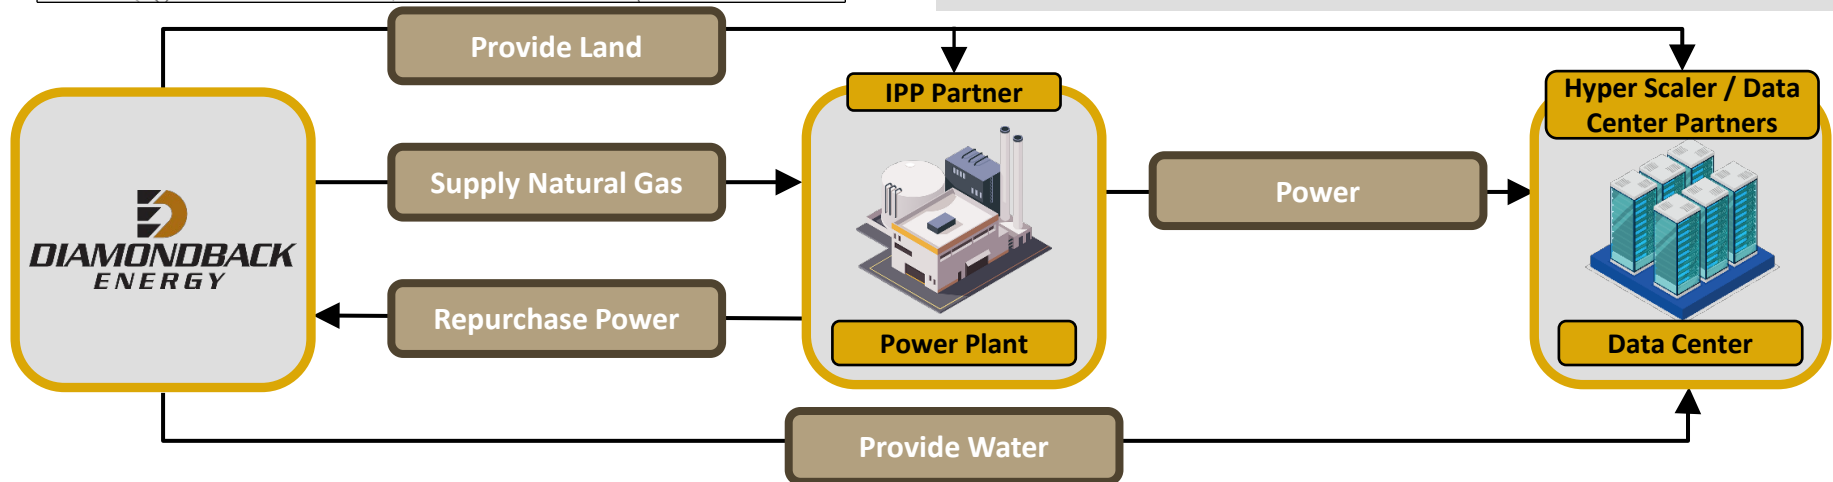 Provide Land
IPP Partner
Hyper Scaler / Data
Center Partners
Supply Natural Gas
Power
DIAMONDBACK
ENERGY
Repurchase Power
Power Plant
Data Center
Provide Water